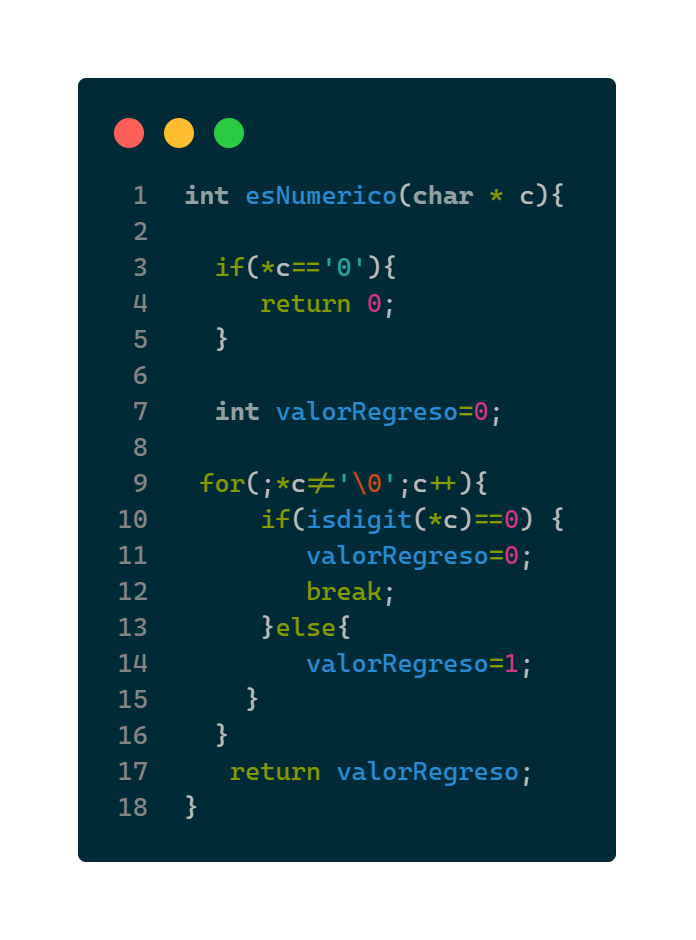 1 int esNumerico(char * c){
2
3 if(*c=='0'){
4 return 0;
5 }
6
7 int valorRegreso=0;
8
9 for(;*c!='\0';c++){
10 if(isdigit(*c)==0) {
11 valorRegreso=0;
12 break;
13 }else{
14 valorRegreso=1;
15 }
16 }
17 return valorRegreso;
18 }